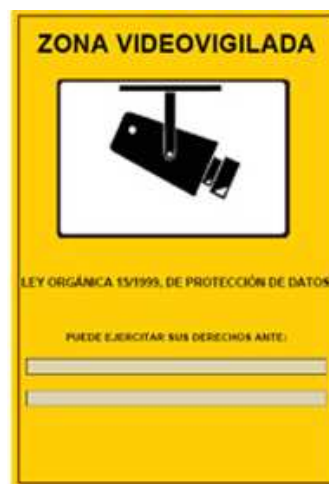 ZONA VIDEOVIGILADA
LEY ORGÁNICA 15/1999, DE PROTECCIÓN DE DATOS
PUEDE EJERCITAR SUS DERECHOS ANTE: